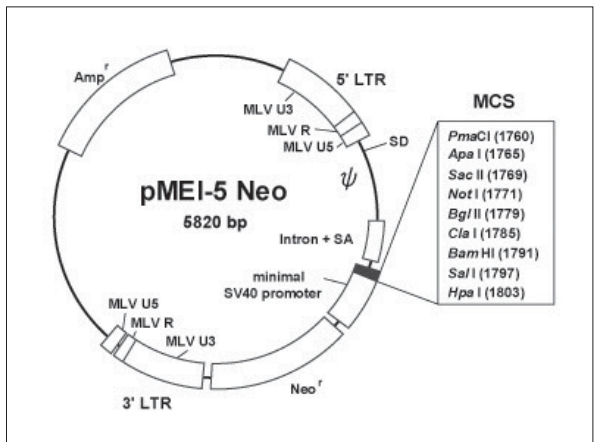 Amp r
5' LTR
MLV U3
MLV R
MLV U5
SD
ψ
pMEI-5 Neo
5820 bp
Intron + SA
minimal
SV40 promoter
MLV U5
MLV R
MLV U3
3' LTR
Neo r
MCS
PmaCI (1760)
Apa I (1765)
Sac II (1769)
Not I (1771)
Bgl II (1779)
Cla I (1785)
Bam HI (1791)
Sal I (1797)
Hpa I (1803)